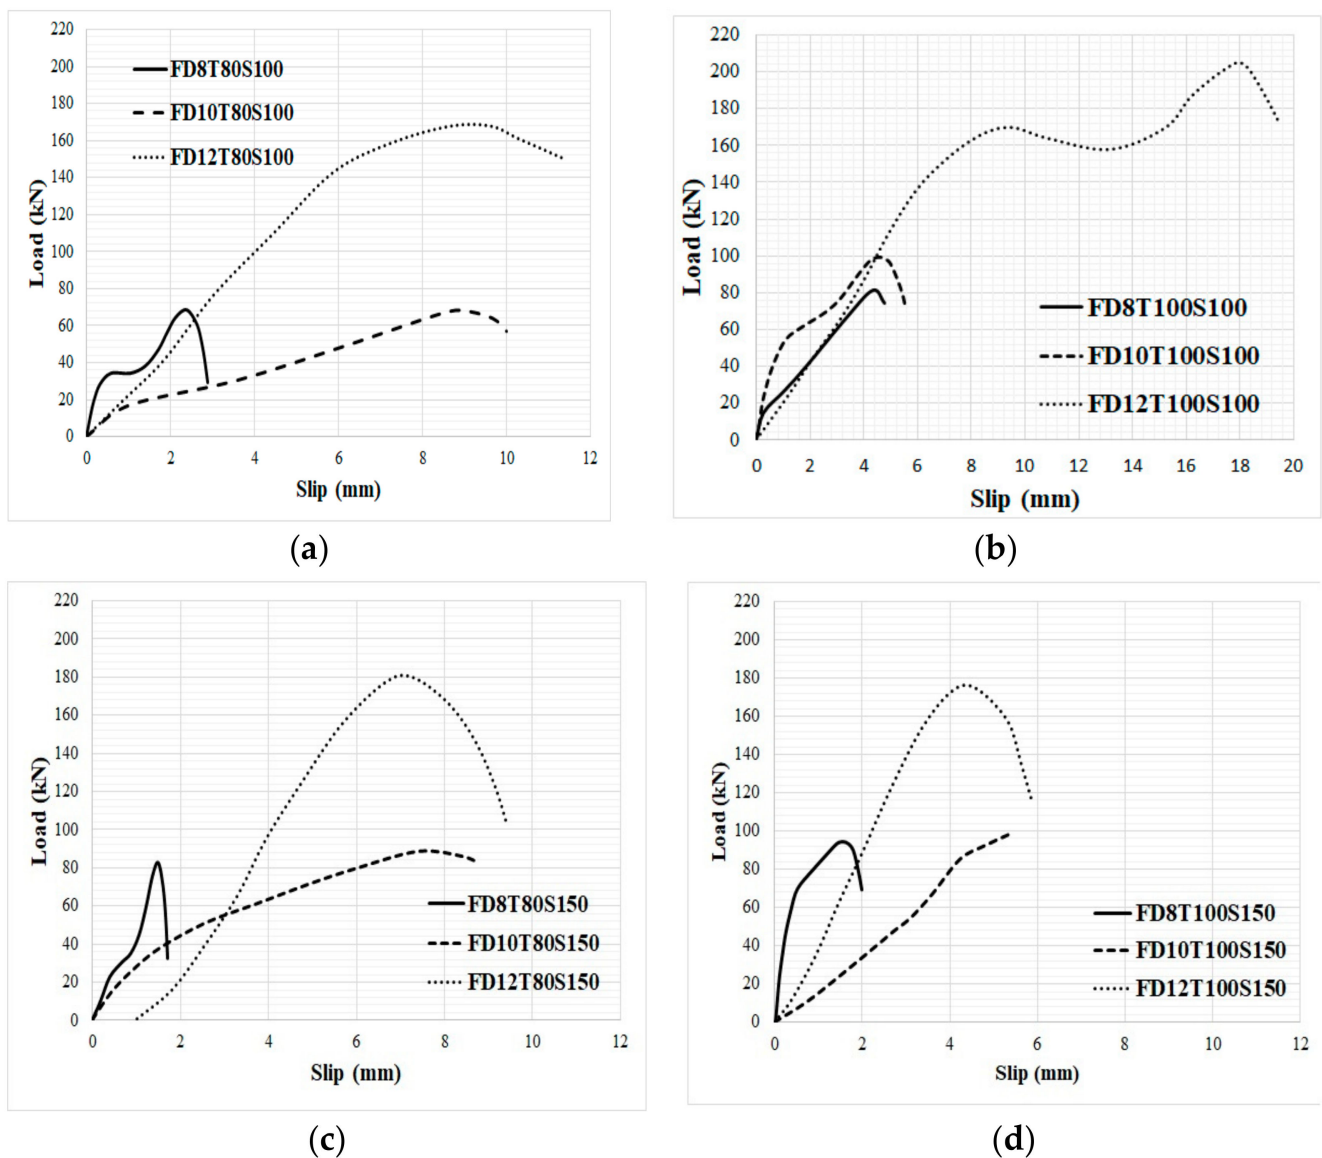 220
200
180
160
140
120
100
80
60
40
20
0
Load (kN)
FD8T80S100
FD10T80S100
FD12T80S100
0 2 4 6 8 10 12
Slip (mm)
(a)
220
200
180
160
140
120
100
80
60
40
20
0
Load (kN)
FD8T100S100
FD10T100S100
FD12T100S100
0 2 4 6 8 10 12 14 16 18 20
Slip (mm)
(b)
220
200
180
160
140
120
100
80
60
40
20
0
Load (kN)
FD8T80S150
FD10T80S150
FD12T80S150
0 2 4 6 8 10 12
Slip (mm)
(c)
220
200
180
160
140
120
100
80
60
40
20
0
Load (kN)
FD8T100S150
FD10T100S150
FD12T100S150
0 2 4 6 8 10 12
Slip (mm)
(d)